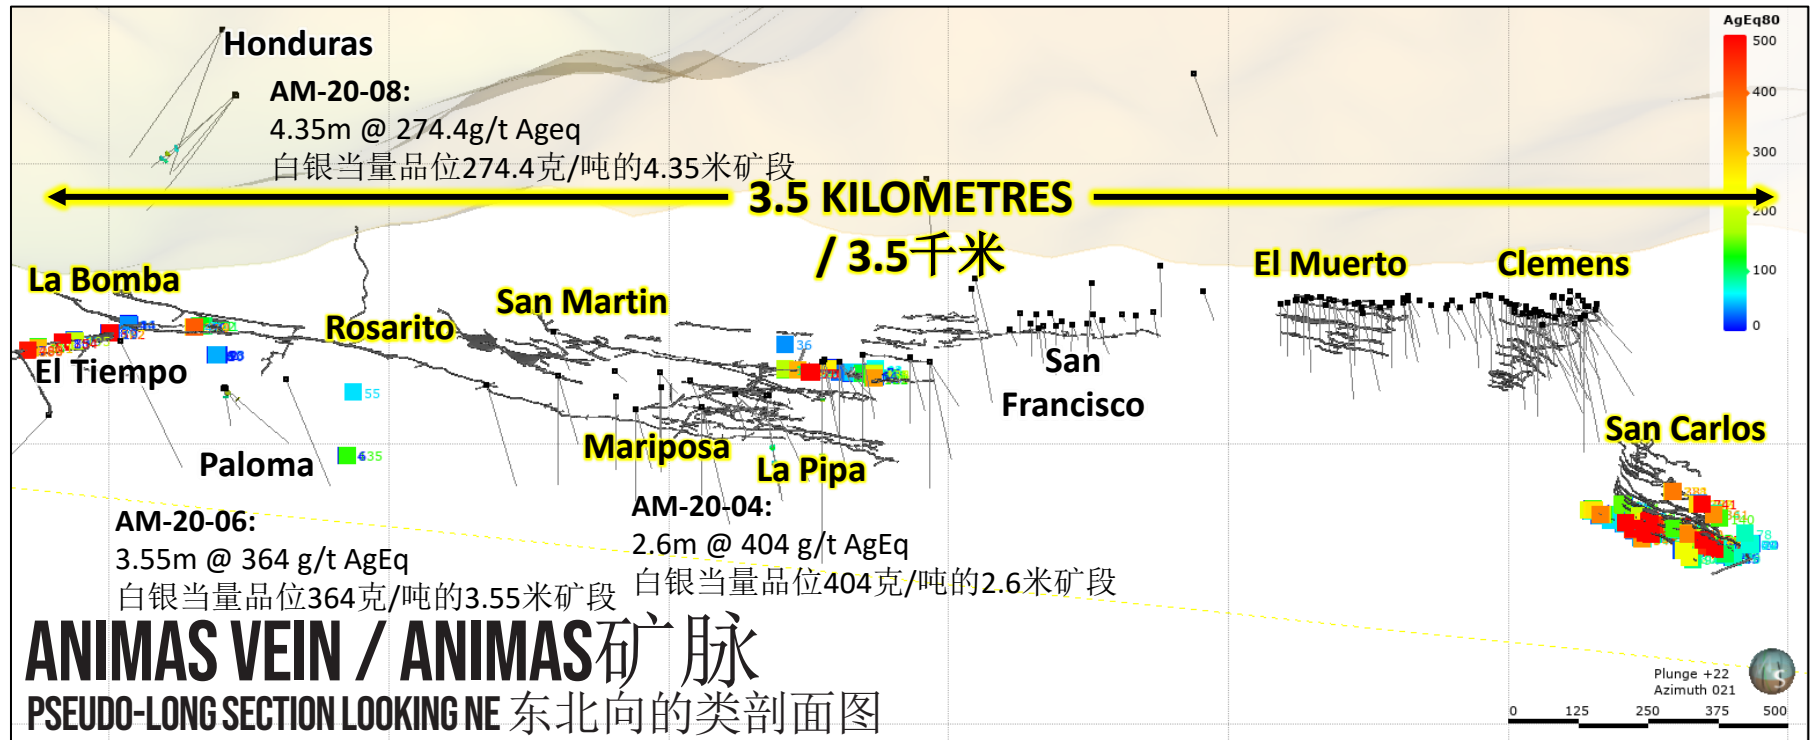 AgEq80
500
400
300
200
100
0
Honduras
AM-20-08:
4.35m @ 274.4g/t Ageq
白银当量品位274.4克/吨的4.35米矿段
3.5 KILOMETRES
/ 3.5千米
La Bomba
San Martin
El Muerto
Clemens
Rosarito
36
El Tiempo
San
Francisco
55
San Carlos
Mariposa
Paloma
La Pipa
AM-20-06:
3.55m @ 364 g/t AgEq
白银当量品位364克/吨的3.55米矿段
AM-20-04:
2.6m @ 404 g/t AgEq
白银当量品位404克/吨的2.6米矿段
78
ANIMAS VEIN / ANIMAS矿脉
PSEUDO-LONG SECTION LOOKING NE 东北向的类剖面图
Plunge +22
Azimuth 021
0 125 250 375 500